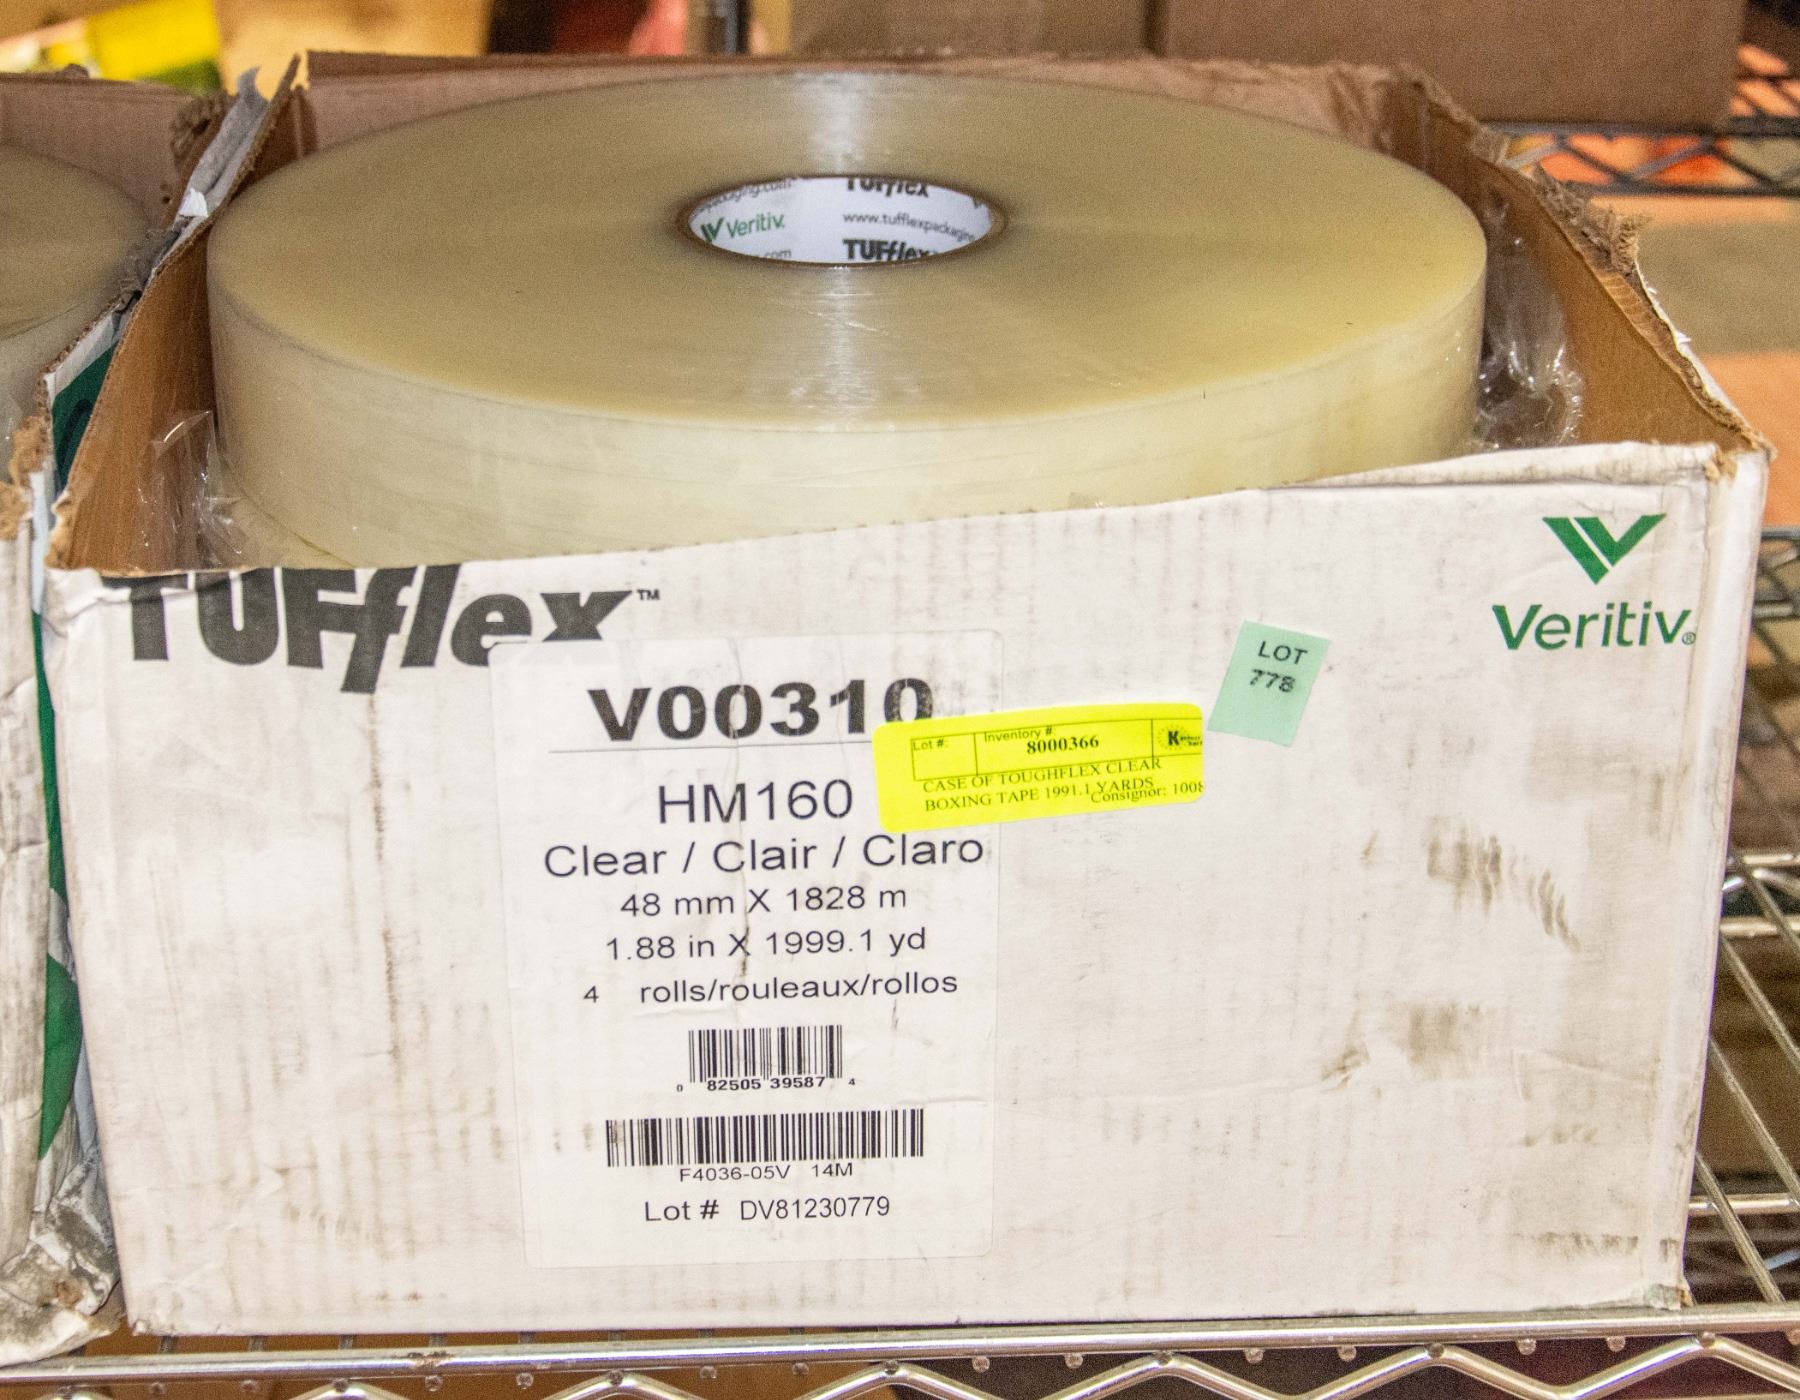 TUFflex
Veritiv.
www.tufflexpackaging
.com
TUFflex
TUFflex™
Veritiv®
LOT
778
V00310
Lot #: Inventory #:
8000366
CASE OF TOUGHFLEX CLEAR
BOXING TAPE 1991.1 YARDS
Consignor: 1008
HM160
Clear / Clair / Claro
48 mm X 1828 m
1.88 in X 1999.1 yd
4 rolls/rouleaux/rollos
0 82505 39587 4
F4036-05V 14M
Lot # DV81230779